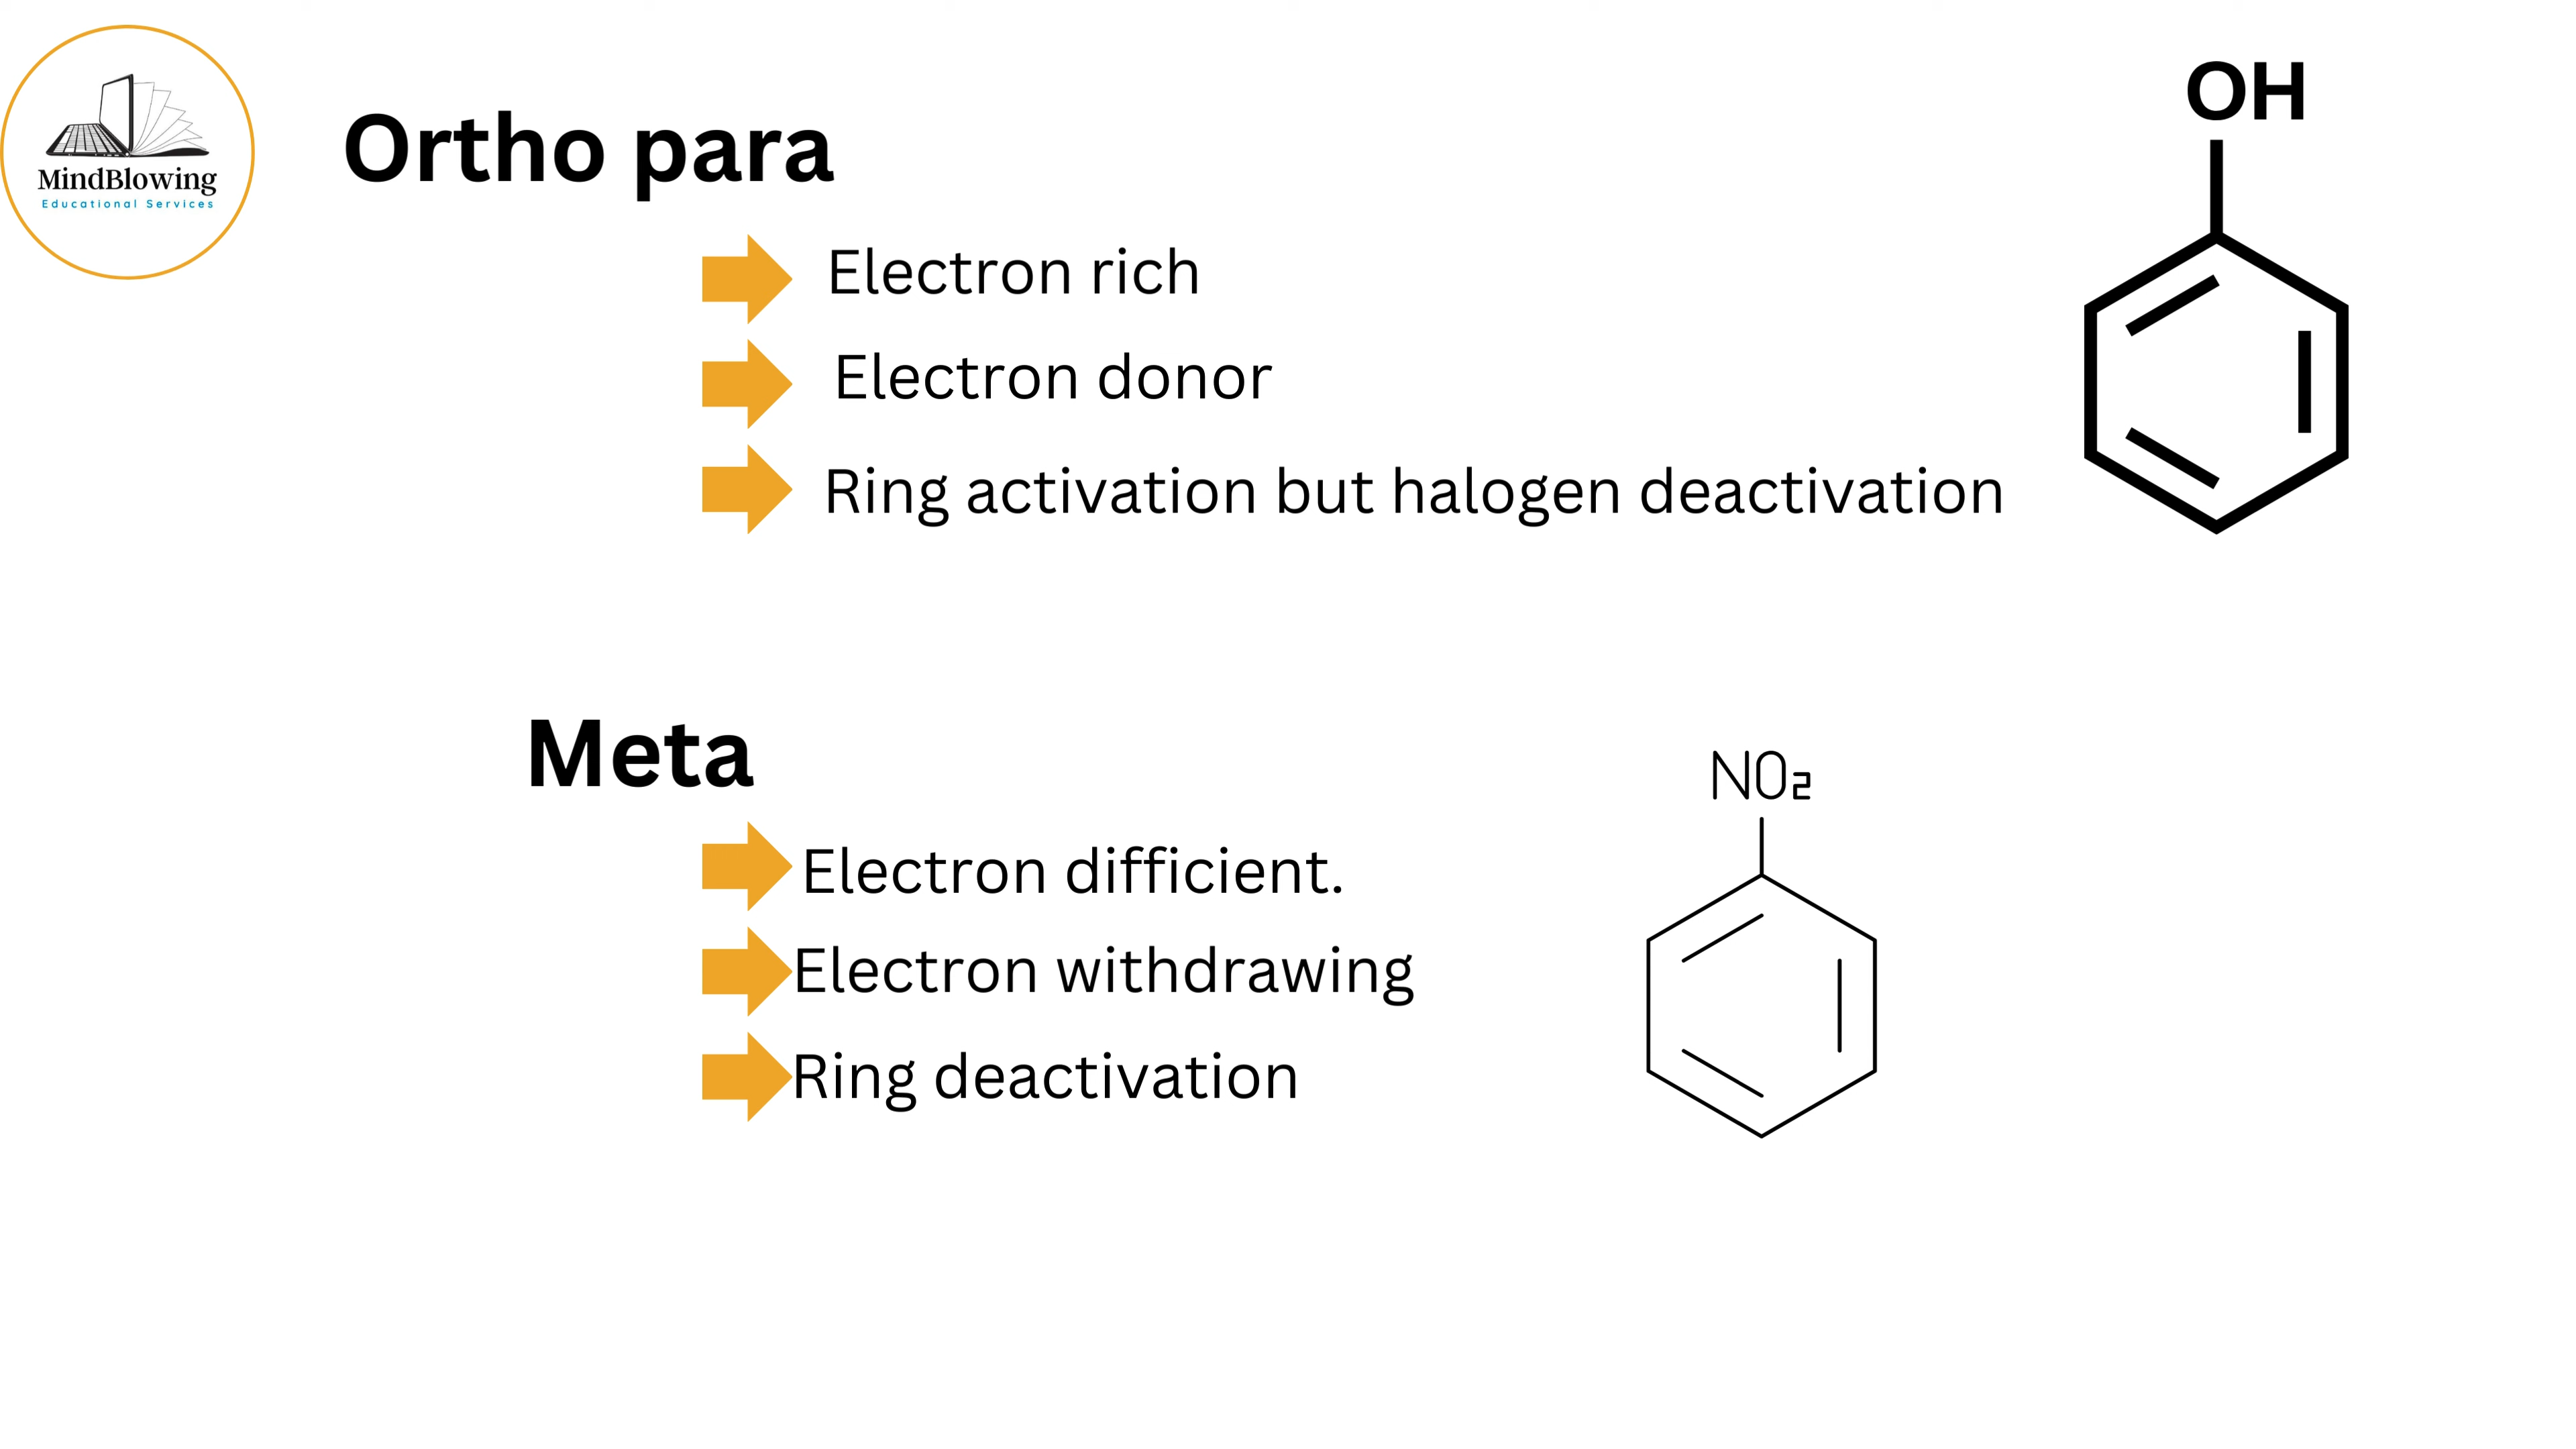 MindBlowing
Educational Services
Ortho para
Electron rich
Electron donor
Ring activation but halogen deactivation
OH
Meta
Electron difficient.
Electron withdrawing
Ring deactivation
NO₂